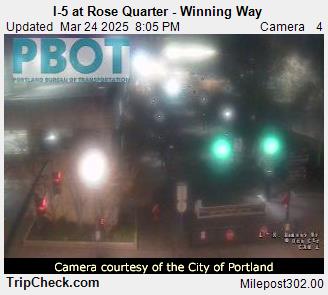 I-5 at Rose Quarter - Winning Way
Updated Mar 24 2025 8:05 PM Camera 4
PBOT
PORTLAND BUREAU OF TRANSPORTATION
Camera courtesy of the City of Portland
TripCheck.com Milepost302.00